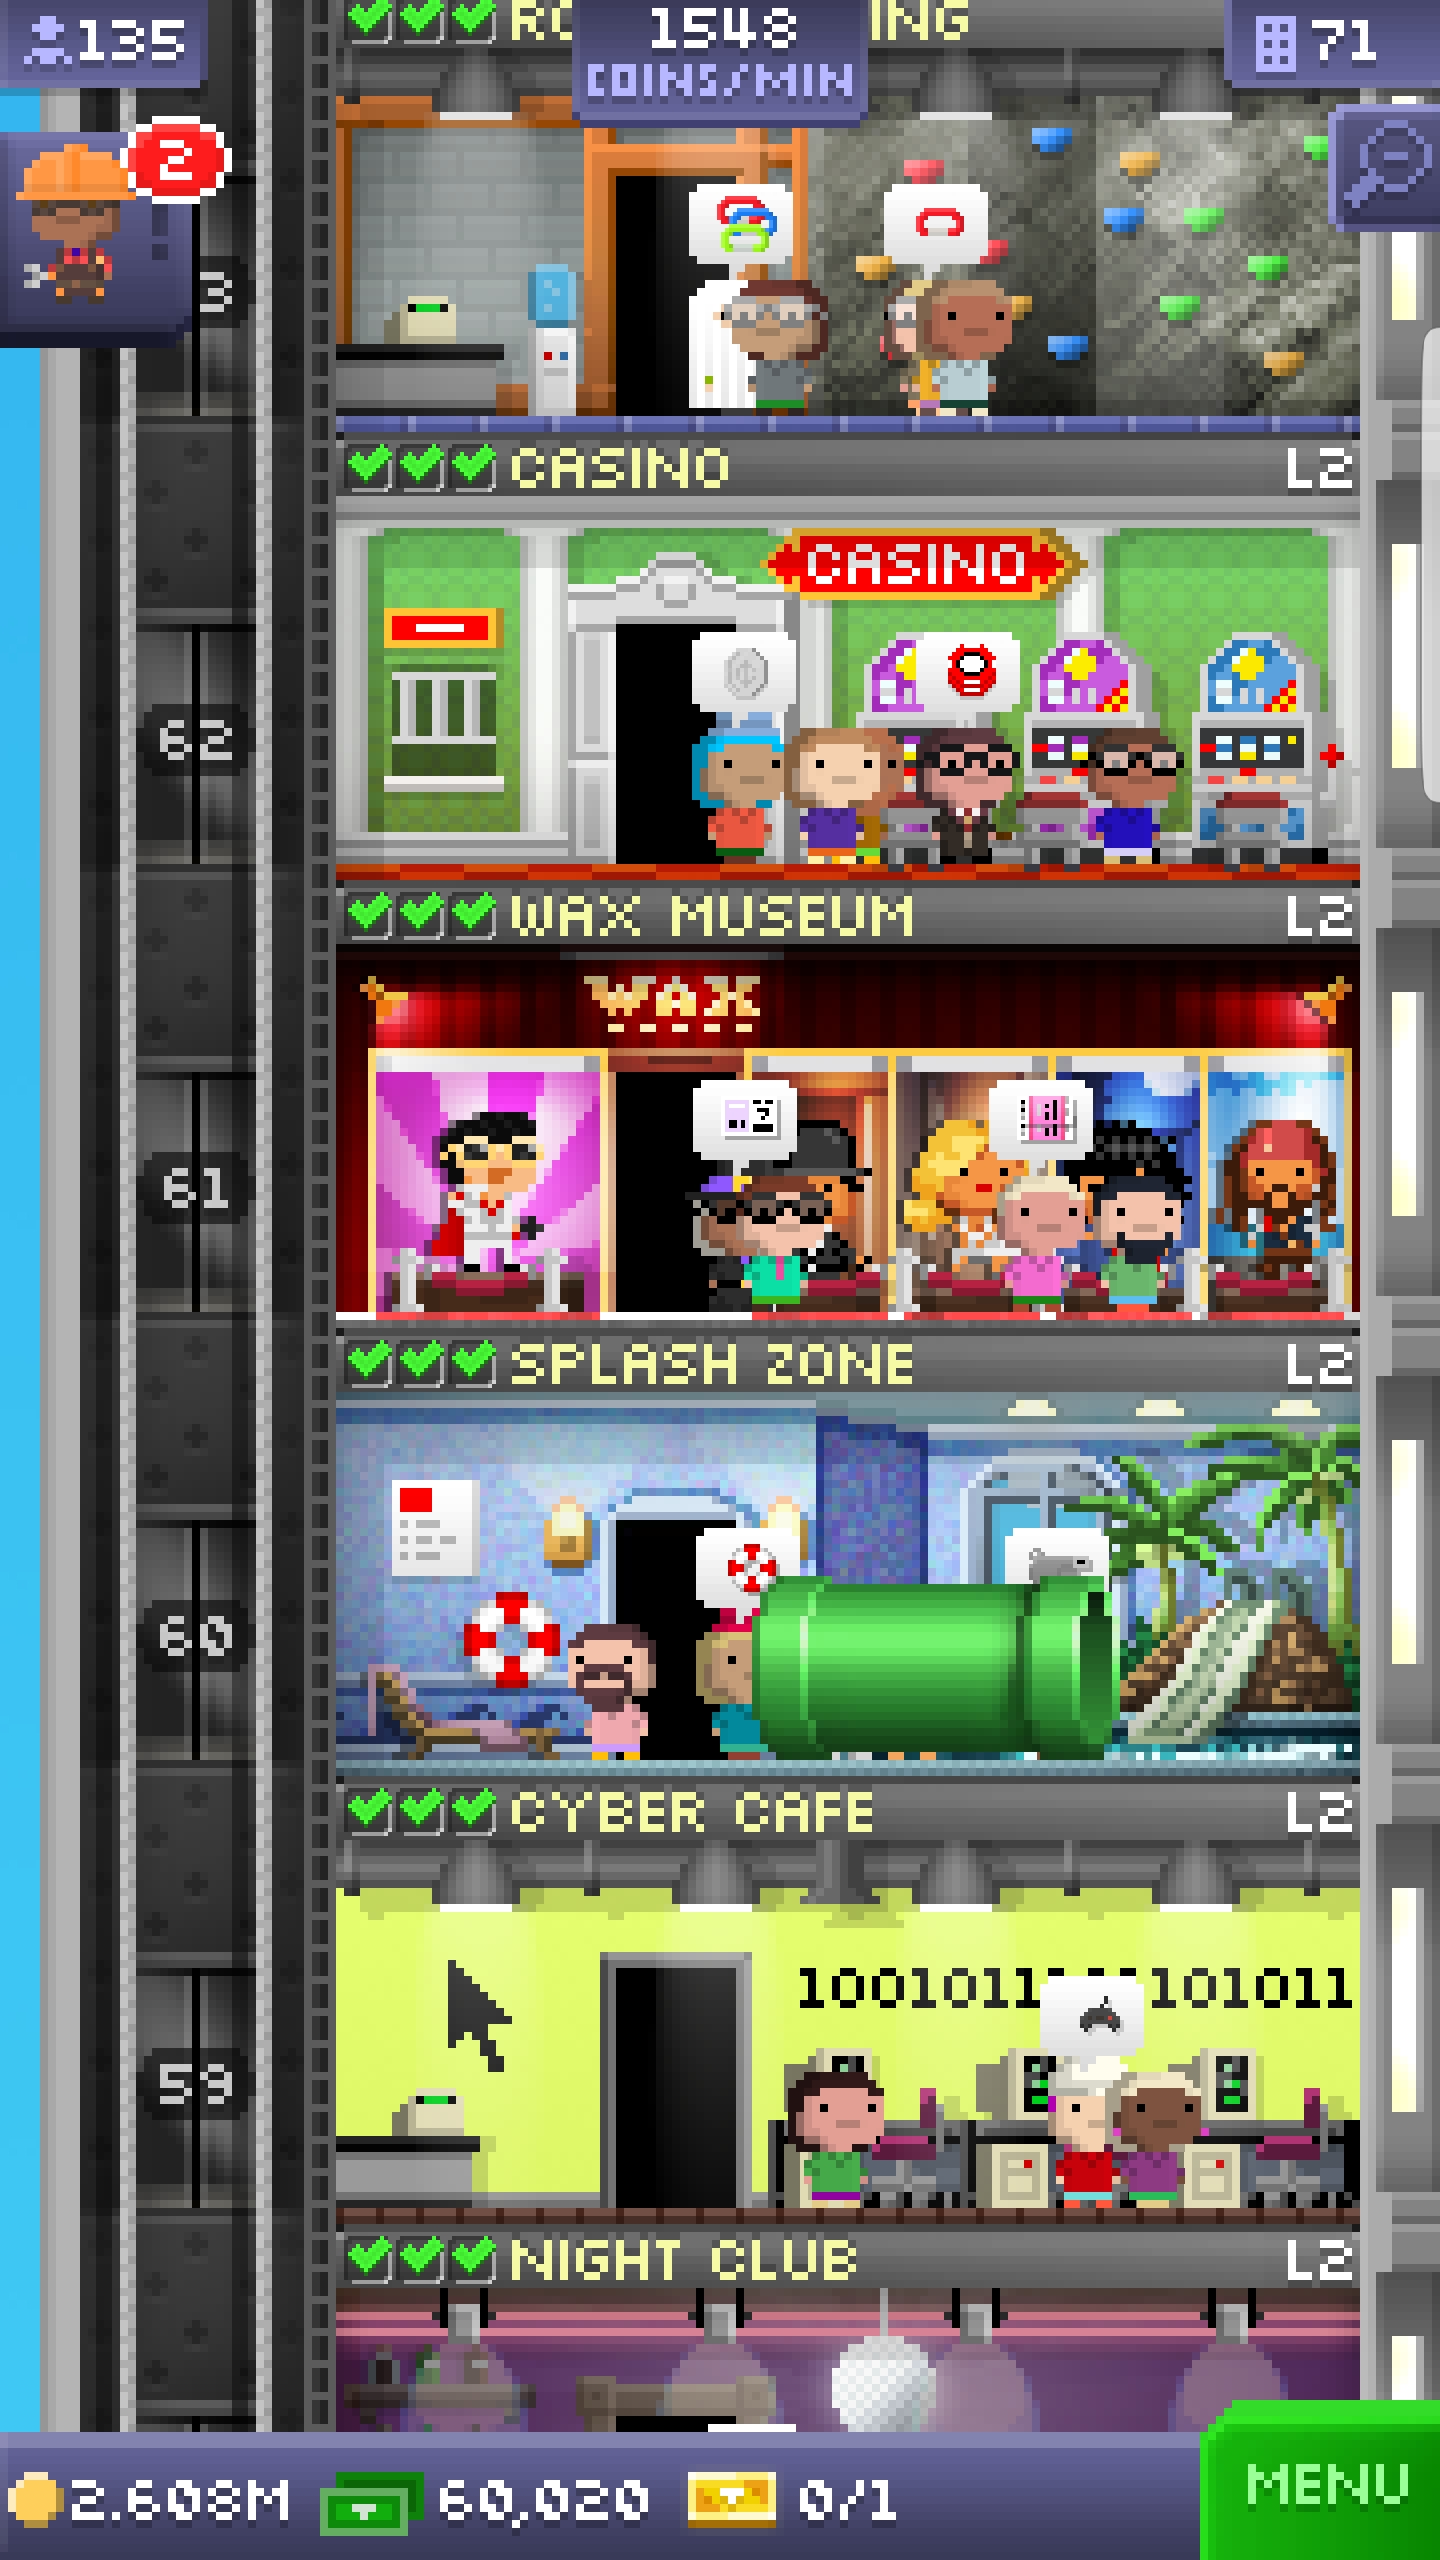 135
1548
COINS/MIN
71
2
3
CASINO
L2
CASINO
62
WAX MUSEUM
L2
WAX
61
SPLASH ZONE
L2
60
CYBER CAFE
L2
59
NIGHT CLUB
L2
2.608M
60,020
0/1
MENU